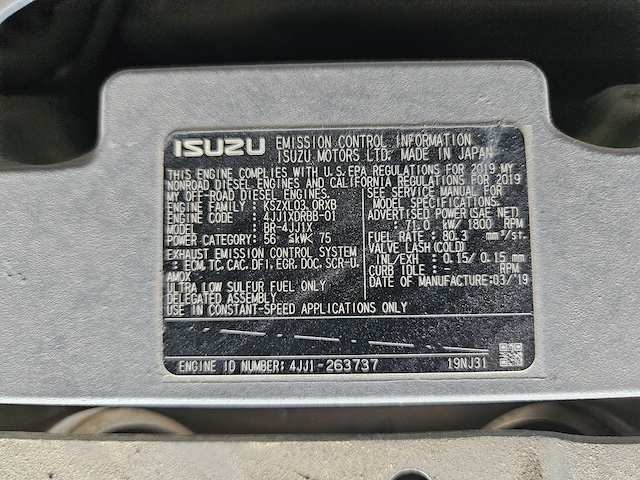 ISUZU EMISSION CONTROL INFORMATION
ISUZU MOTORS LTD. MADE IN JAPAN
THIS ENGINE COMPLIES WITH U.S.EPA REGULATIONS FOR 2019 MY
NONROAD DIESEL ENGINES AND CALIFORNIA REGULATIONS FOR 2019
MY OFF-ROAD DIESEL ENGINES.
ENGINE FAMILY : KSZXL03.0RXB
ENGINE CODE : 4JJ1XDRBB-01
MODEL : BR-4JJ1X
POWER CATEGORY: 56 ≦kW< 75
EXHAUST EMISSION CONTROL SYSTEM
: ECM, TC, CAC, DFI, EGR, DOC, SCR-U,
AMOX
ULTRA LOW SULFUR FUEL ONLY
DELEGATED ASSEMBLY
USE IN CONSTANT-SPEED APPLICATIONS ONLY
SEE SERVICE MANUAL FOR
MODEL SPECIFICATIONS.
ADVERTISED POWER (SAE NET)
: 71.0 kW/ 1800 RPM
FUEL RATE: 80.3 mm³/st.
VALVE LASH (COLD)
INL/EXH : 0.15/ 0.15 mm
CURB IDLE : -- RPM
DATE OF MANUFACTURE:03/'19
ENGINE ID NUMBER: 4JJ1-263737 19NJ31